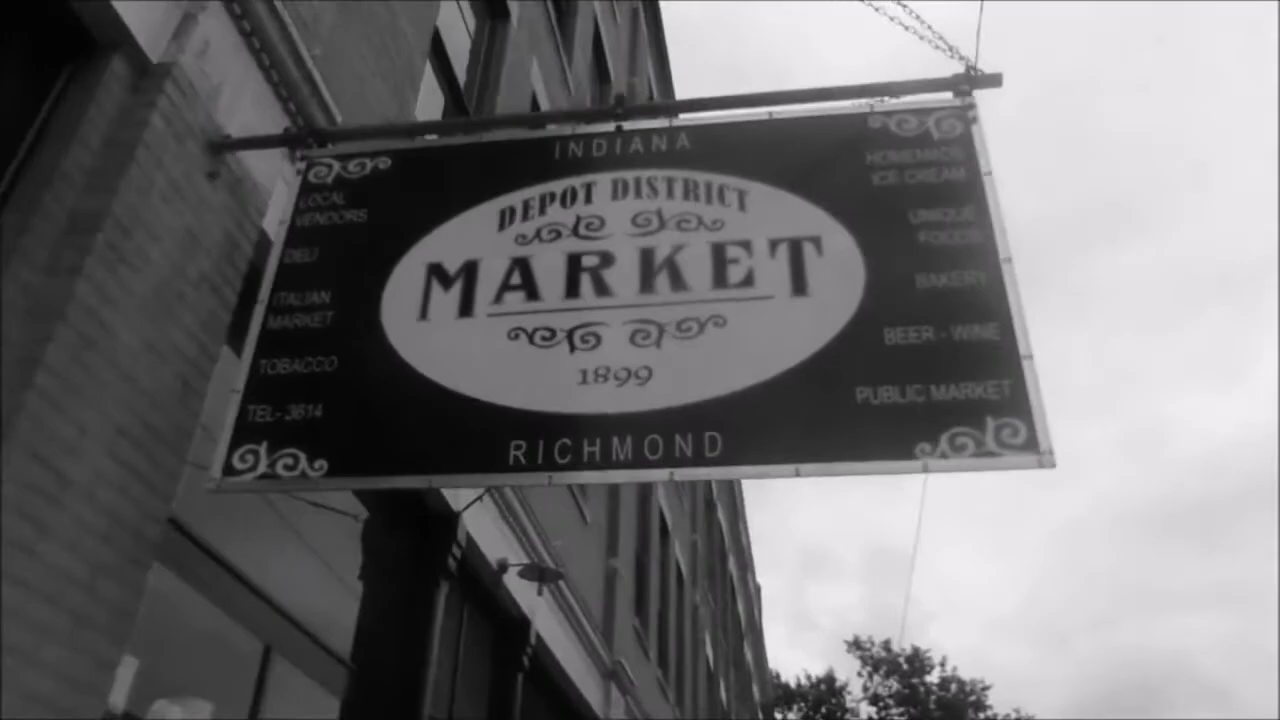 INDIANA
DEPOT DISTRICT
MARKET
1899
RICHMOND
LOCAL
VENDORS
DELI
ITALIAN
MARKET
TOBACCO
TEL-3614
HOMEMADE
ICE CREAM
UNIQUE
FOODS
BAKERY
BEER - WINE
PUBLIC MARKET